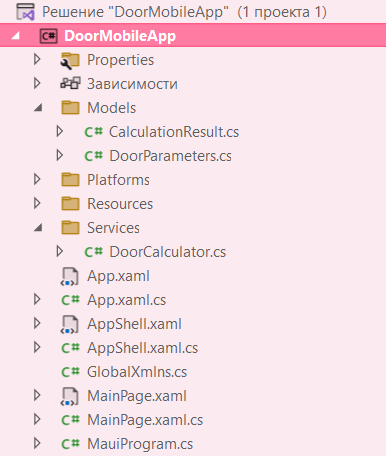 Решение "DoorMobileApp" (1 проекта 1)
C# DoorMobileApp
Properties
Зависимости
Models
C# CalculationResult.cs
C# DoorParameters.cs
Platforms
Resources
Services
C# DoorCalculator.cs
App.xaml
C# App.xaml.cs
AppShell.xaml
C# AppShell.xaml.cs
C# GlobalXmlns.cs
MainPage.xaml
C# MainPage.xaml.cs
C# MauiProgram.cs